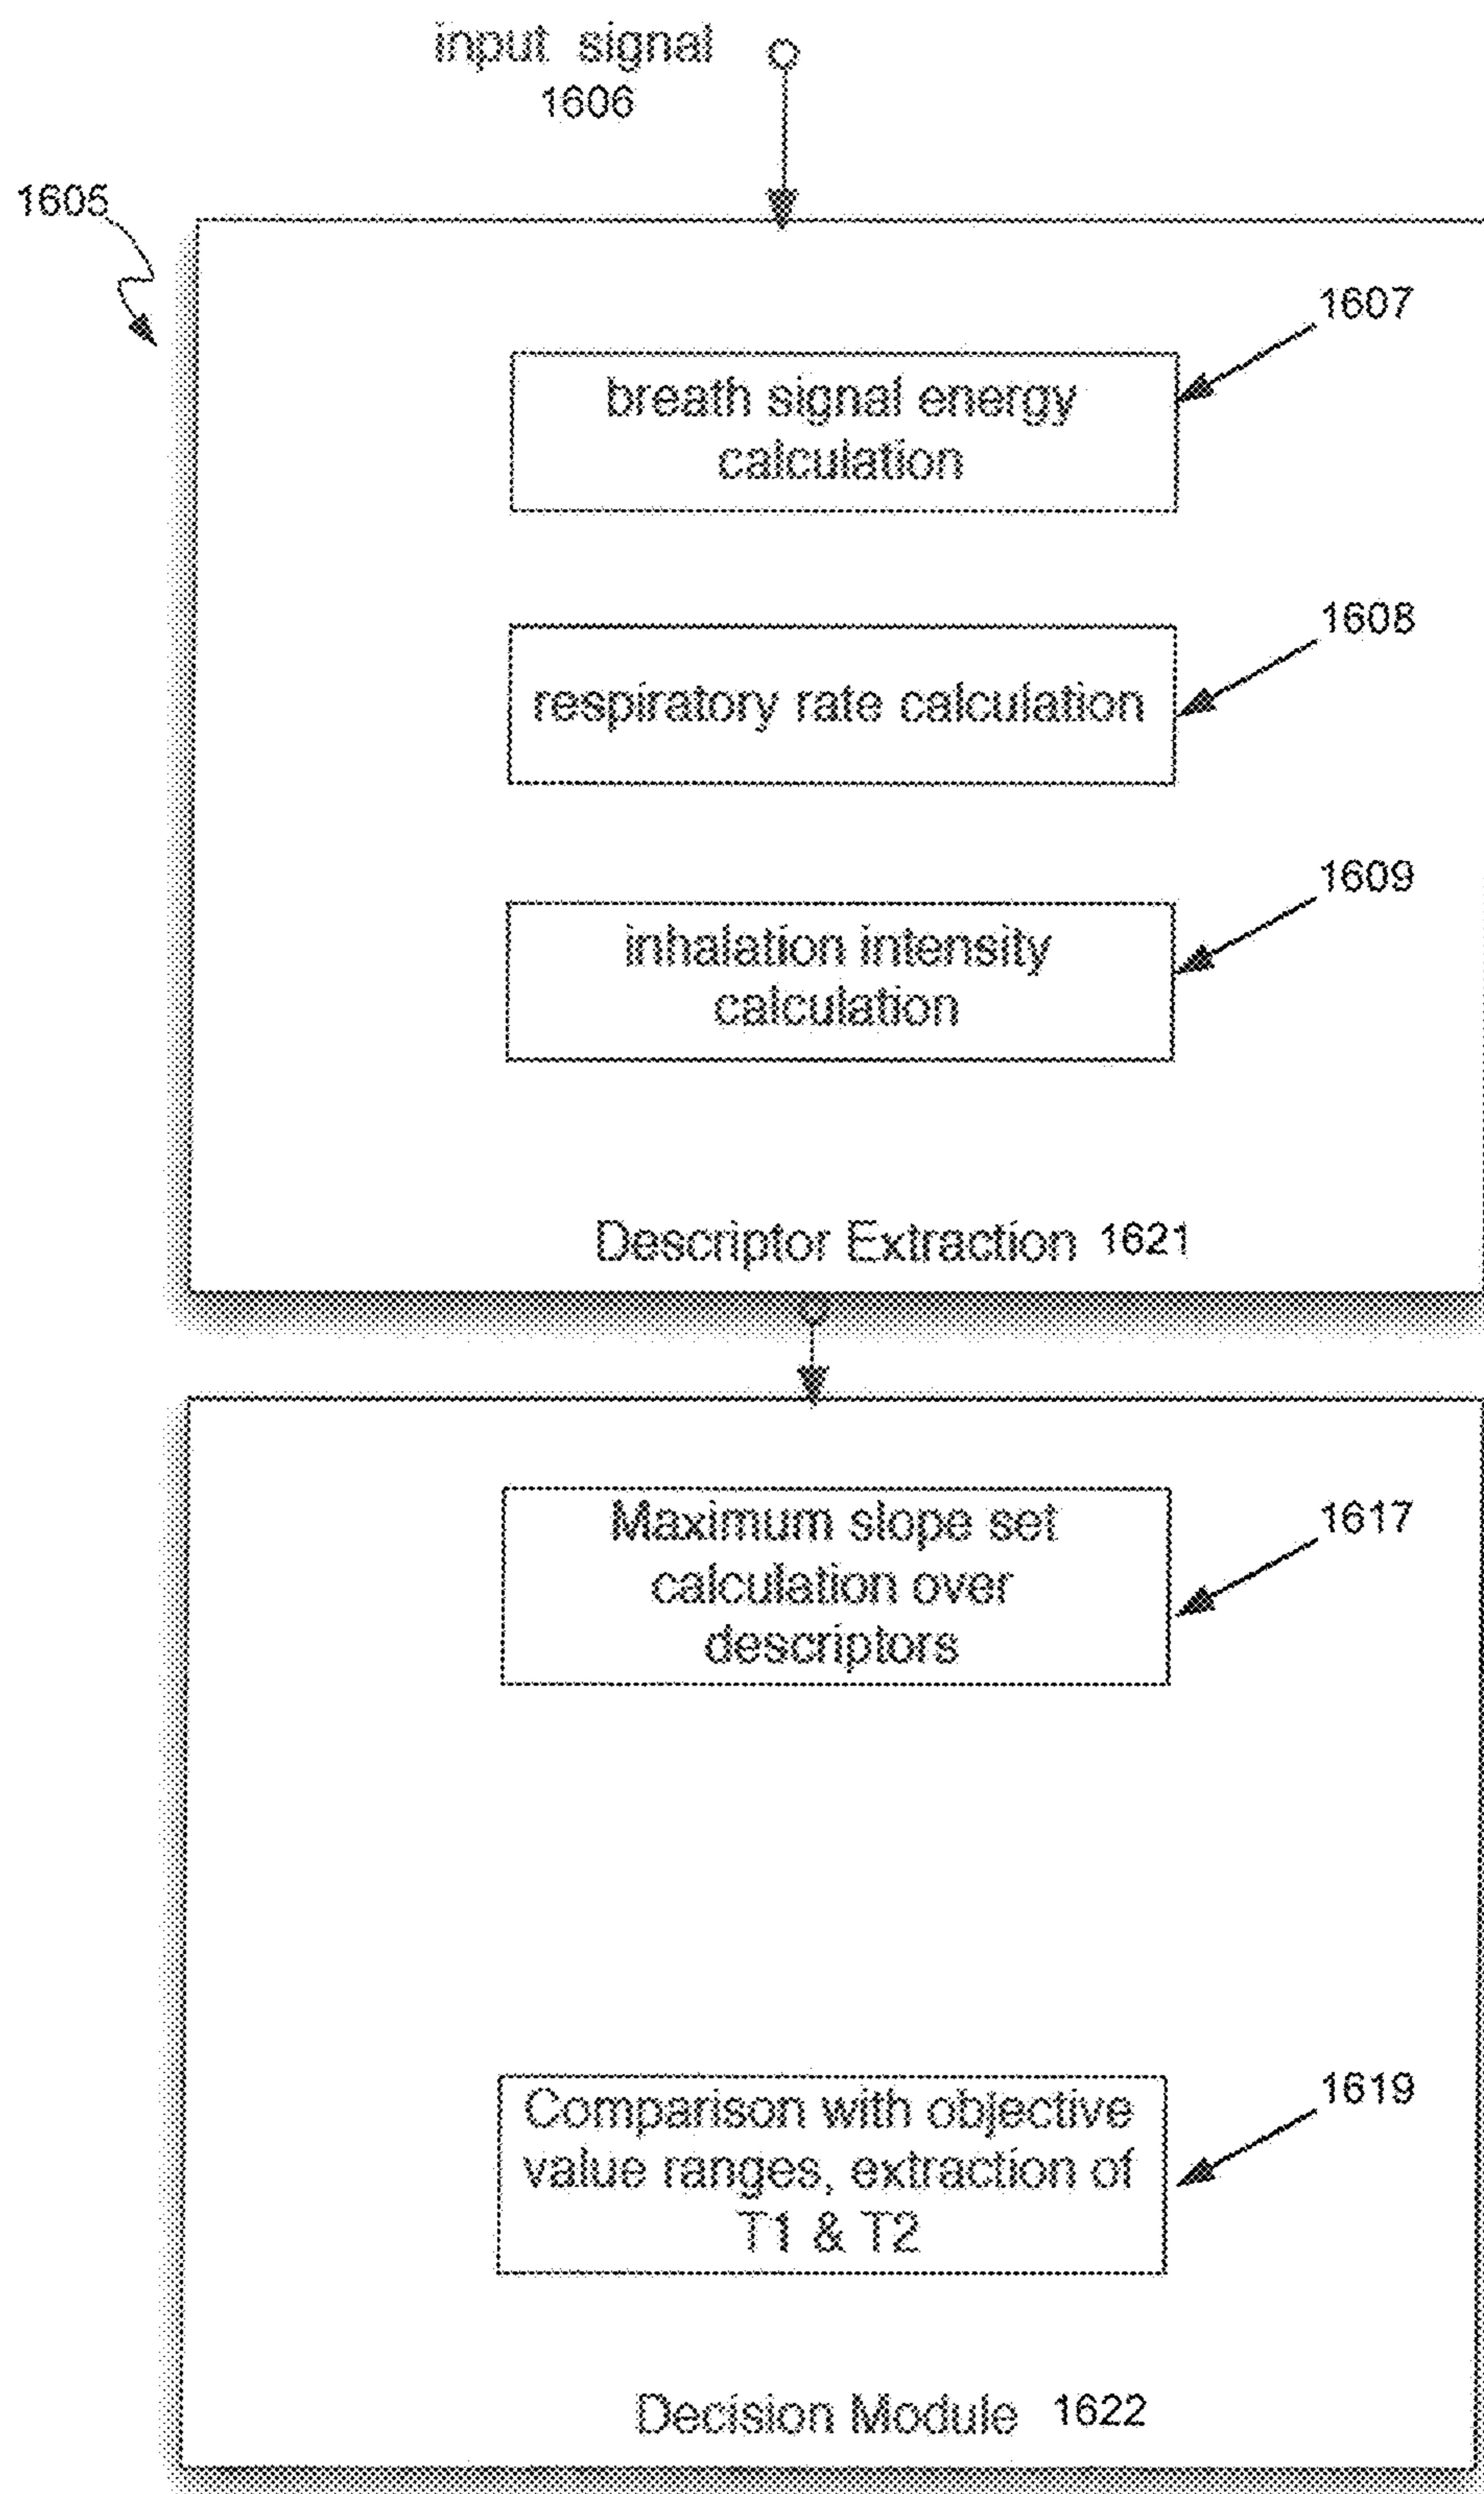 input signal
1606
1605
1607
breath signal energy
calculation
1608
respiratory rate calculation
1609
inhalation intensity
calculation
Descriptor Extraction 1621
Maximum slope set
calculation over
descriptors
1617
Comparison with objective
value ranges, extraction of
T1 & T2
1619
Decision Module 1622